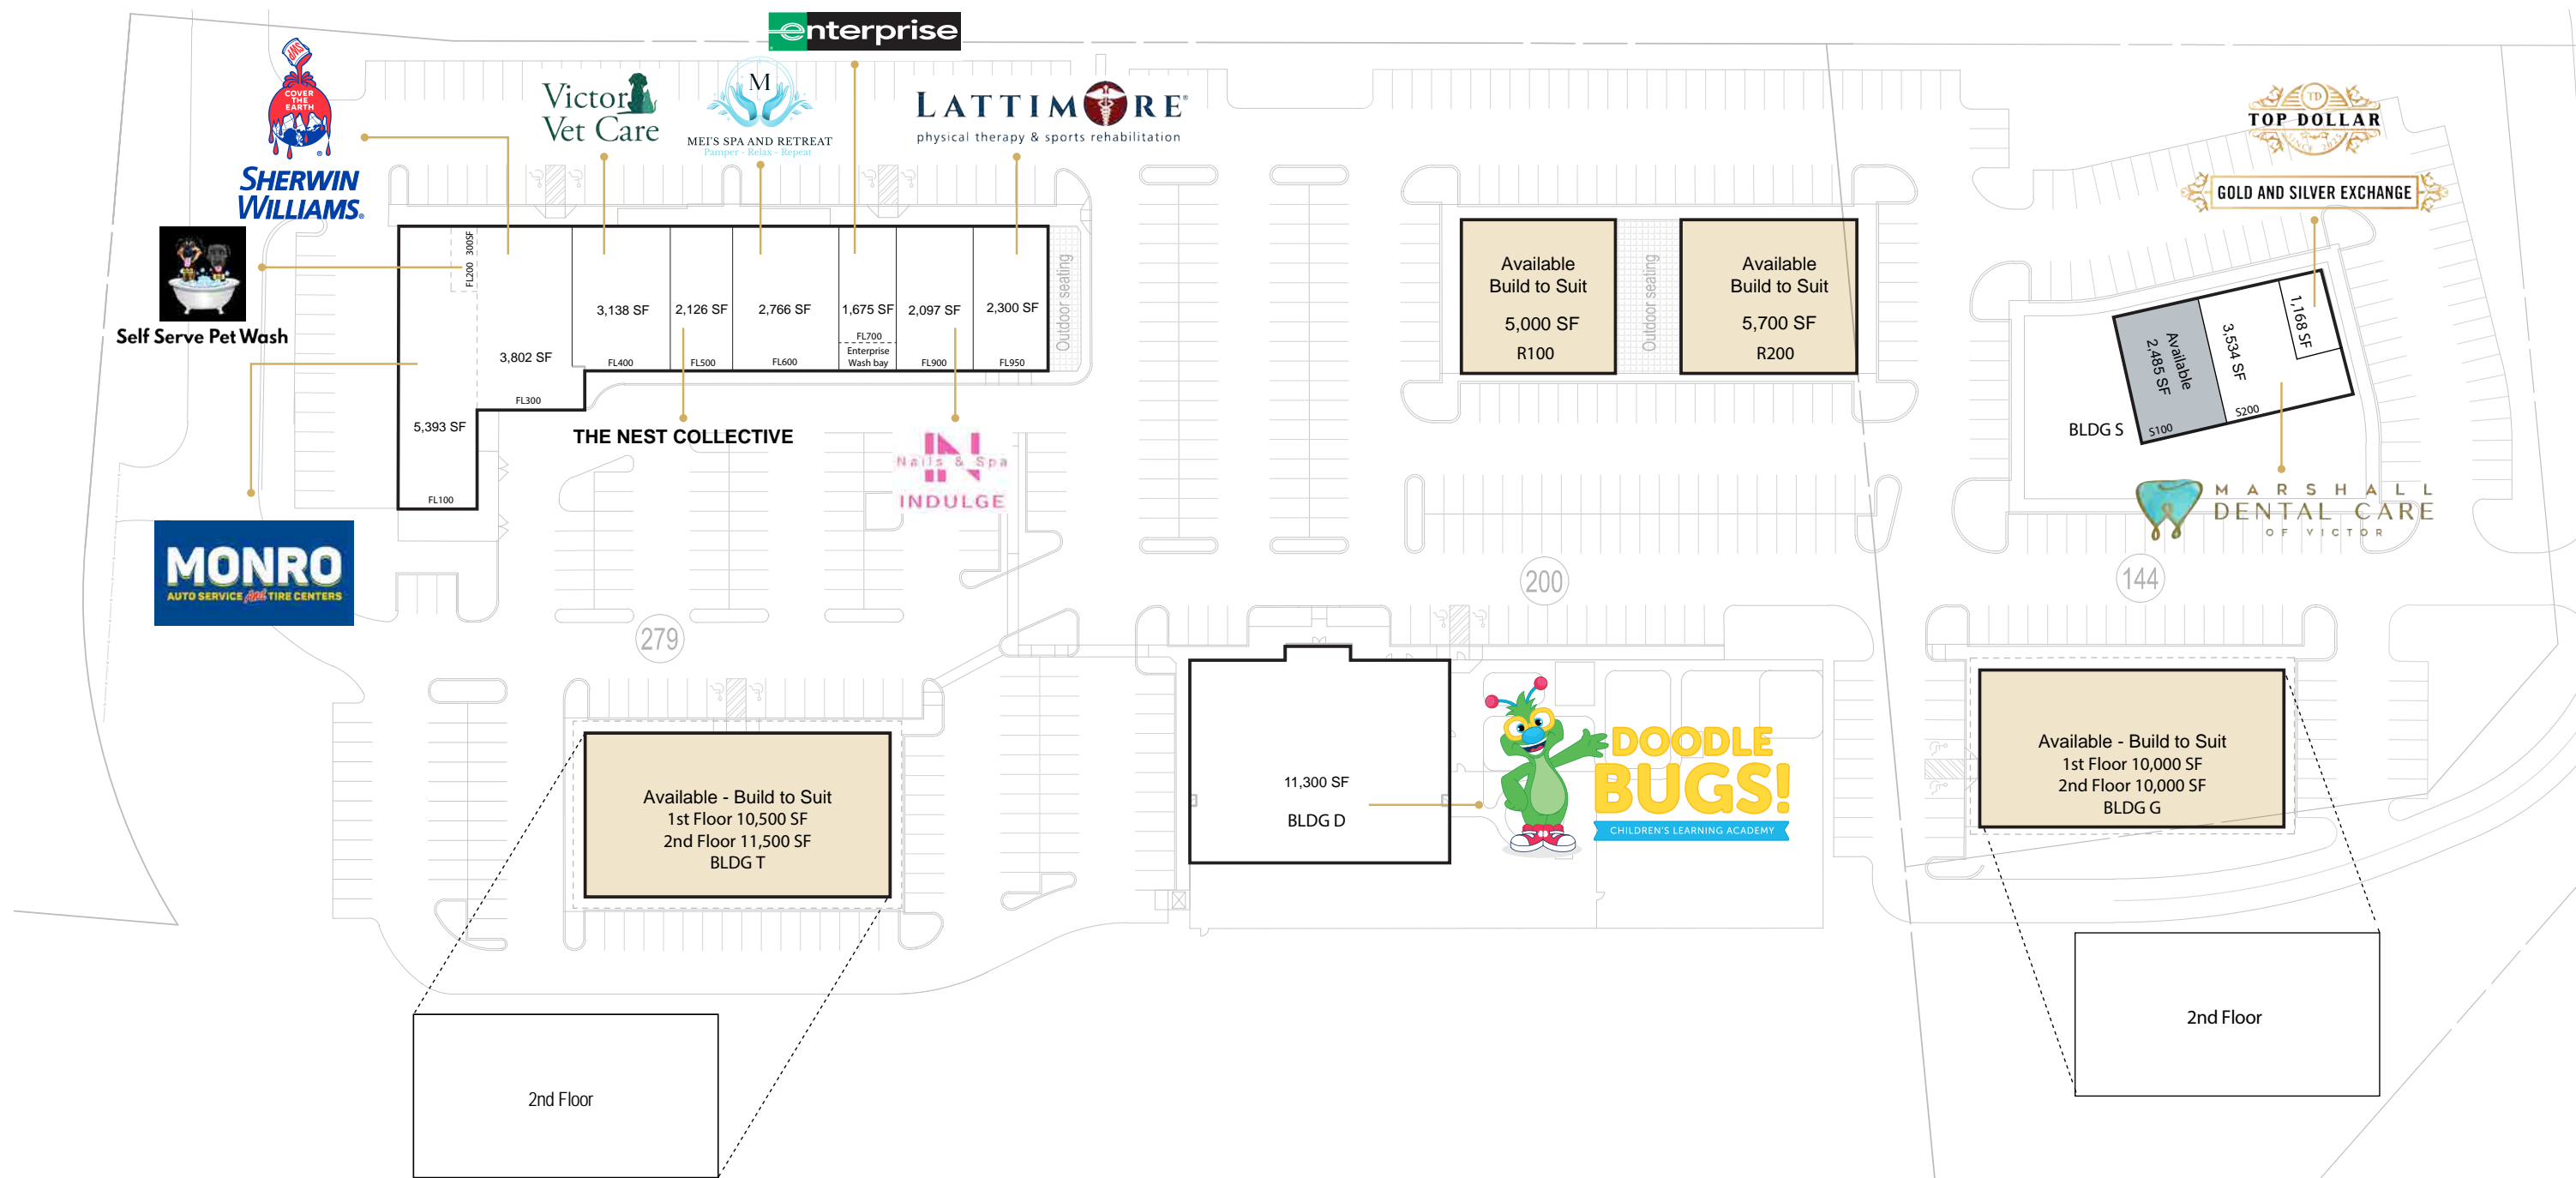 enterprise
SWP
COVER
THE
EARTH
SHERWIN
WILLIAMS®
Victor
Vet Care
M
MEI'S SPA AND RETREAT
Pamper - Relax - Repeat
LATTIMORE®
physical therapy & sports rehabilitation
TD
TOP DOLLAR
GOLD AND SILVER EXCHANGE
Self Serve Pet Wash
FL200 300SF
3,802 SF
FL300
5,393 SF
FL100
3,138 SF
FL400
2,126 SF
FL500
2,766 SF
FL600
1,675 SF
FL700
Enterprise
Wash bay
2,097 SF
FL900
2,300 SF
FL950
Outdoor seating
Available
Build to Suit
5,000 SF
R100
Outdoor seating
Available
Build to Suit
5,700 SF
R200
Available
2,485 SF
S100
3,534 SF
S200
1,168 SF
BLDG S
THE NEST COLLECTIVE
IN
Nails & Spa
INDULGE
MARSHALL
DENTAL CARE
OF VICTOR
MONRO
AUTO SERVICE And TIRE CENTERS
279
200
144
Available - Build to Suit
1st Floor 10,500 SF
2nd Floor 11,500 SF
BLDG T
11,300 SF
BLDG D
DOODLE
BUGS!
CHILDREN'S LEARNING ACADEMY
Available - Build to Suit
1st Floor 10,000 SF
2nd Floor 10,000 SF
BLDG G
2nd Floor
2nd Floor